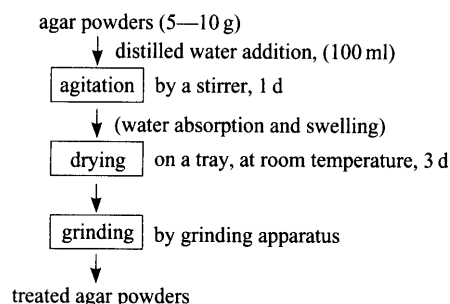 agar powders (5—10 g)
distilled water addition, (100 ml)
agitation by a stirrer, 1 d
(water absorption and swelling)
drying on a tray, at room temperature, 3 d
grinding by grinding apparatus
treated agar powders